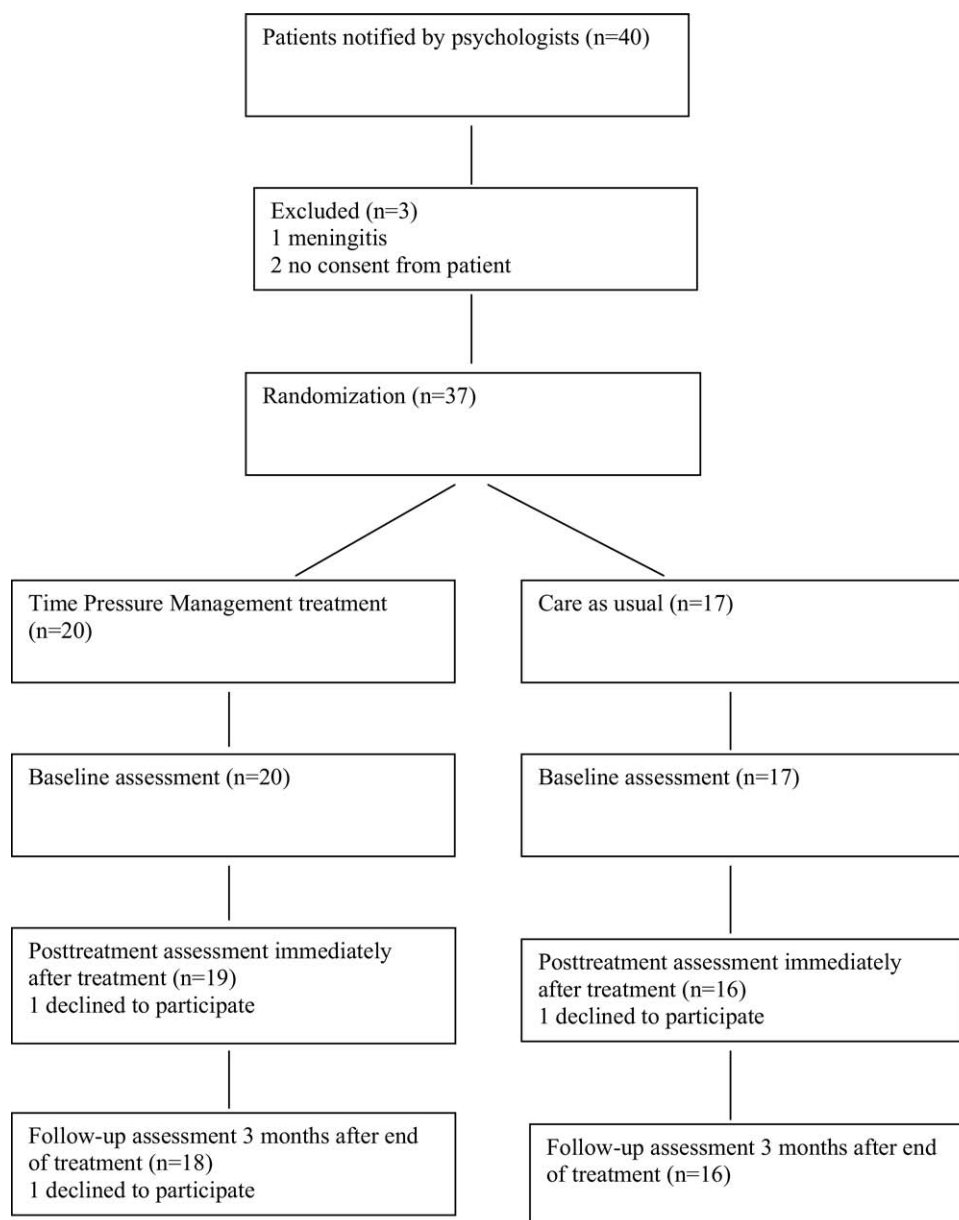 Patients notified by psychologists (n=40)
Excluded (n=3)
1 meningitis
2 no consent from patient
Randomization (n=37)
Time Pressure Management treatment
(n=20)
Care as usual (n=17)
Baseline assessment (n=20)
Baseline assessment (n=17)
Posttreatment assessment immediately
after treatment (n=19)
1 declined to participate
Posttreatment assessment immediately
after treatment (n=16)
1 declined to participate
Follow-up assessment 3 months after end
of treatment (n=18)
1 declined to participate
Follow-up assessment 3 months after end
of treatment (n=16)